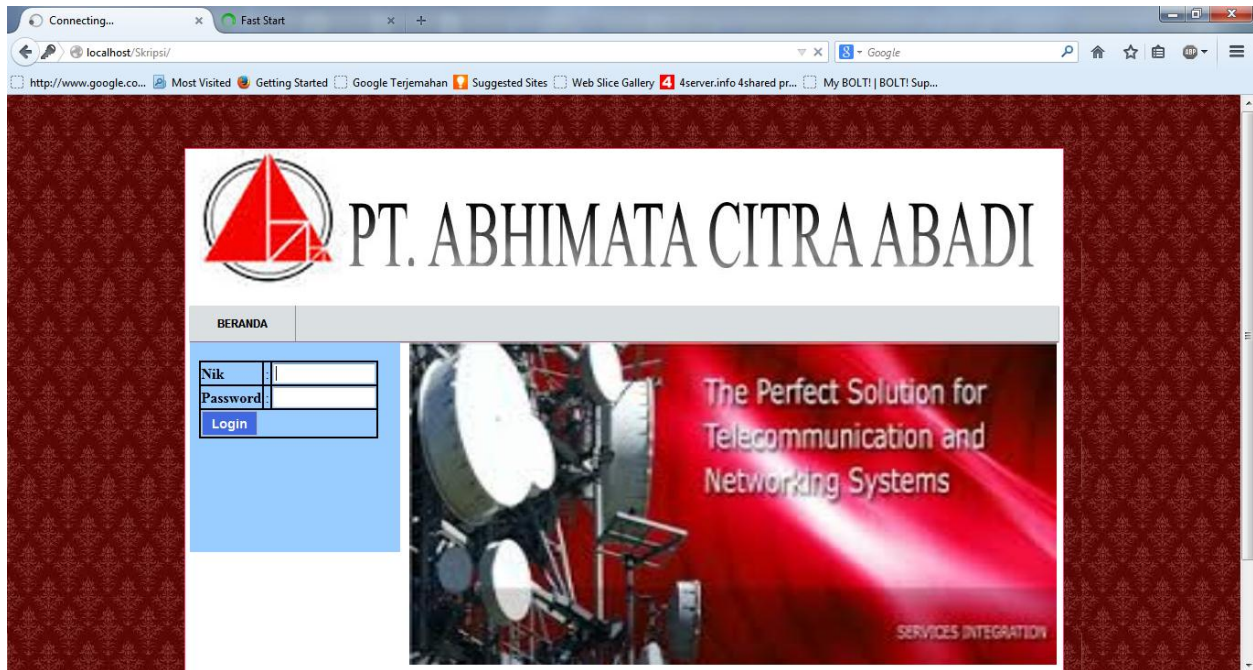 Connecting...
Fast Start
localhost/Skripsi/
Google
http://www.google.co... Most Visited Getting Started Google Terjemahan Suggested Sites Web Slice Gallery 4 4server.info 4shared pr... My BOLT! | BOLT! Sup...
PT. ABHIMATA CITRA ABADI
BERANDA
Nik :
Password :
Login
The Perfect Solution for
Telecommunication and
Networking Systems
SERVICES INTEGRATION